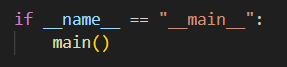 if __name__ == "__main__":
    main()